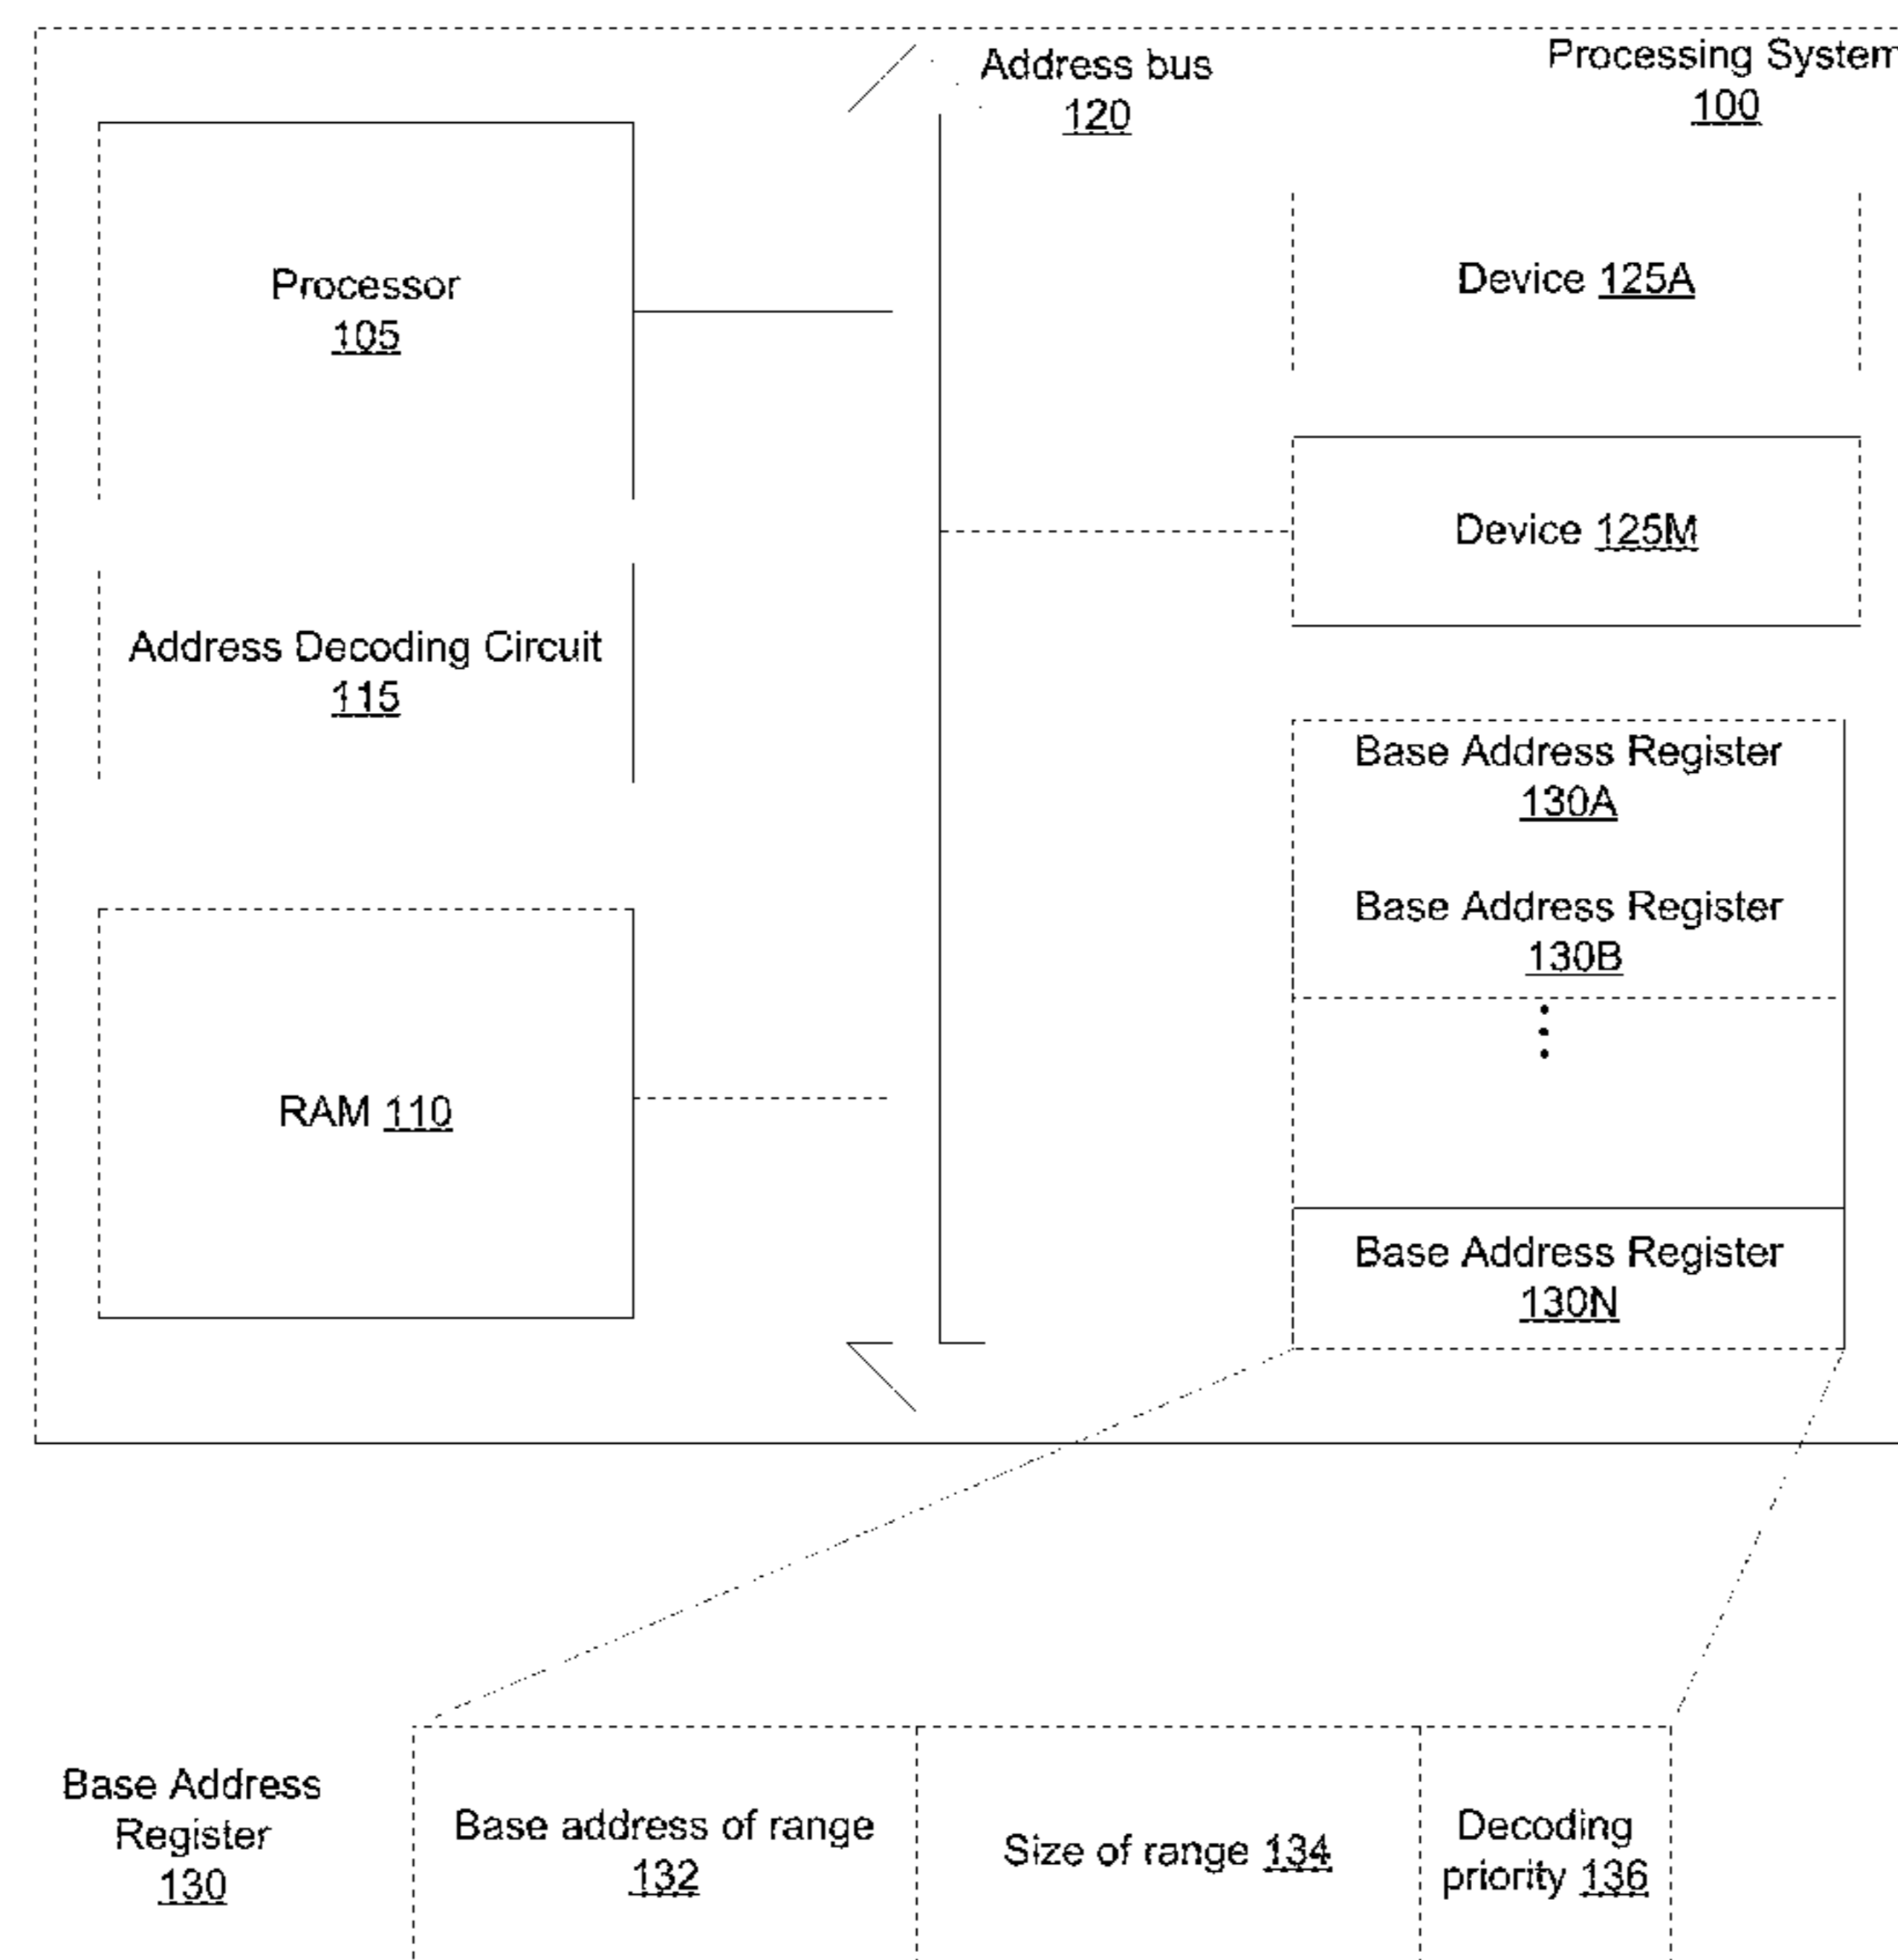 Address bus
120
Processing System
100
Processor
105
Device 125A
Device 125M
Address Decoding Circuit
115
Base Address Register
130A
Base Address Register
130B
RAM 110
Base Address Register
130N
Base Address
Register
130
Base address of range
132
Size of range 134
Decoding
priority 136